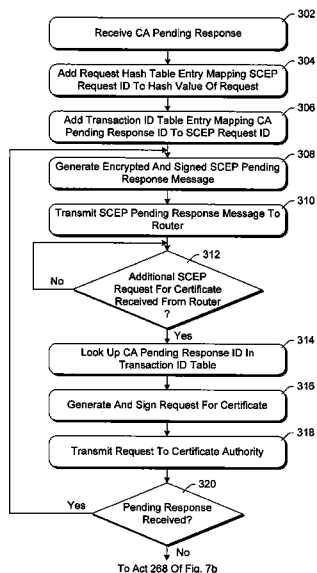 302
Receive CA Pending Response
304
Add Request Hash Table Entry Mapping SCEP
Request ID To Hash Value Of Request
306
Add Transaction ID Table Entry Mapping CA
Pending Response ID To SCEP Request ID
308
Generate Encrypted And Signed SCEP Pending
Response Message
310
Transmit SCEP Pending Response Message To
Router
312
Additional SCEP
Request For Certificate
Received From Router
?
No
Yes
314
Look Up CA Pending Response ID In
Transaction ID Table
316
Generate And Sign Request For Certificate
318
Transmit Request To Certificate Authority
320
Pending Response
Received?
Yes
No
To Act 268 Of Fig. 7b